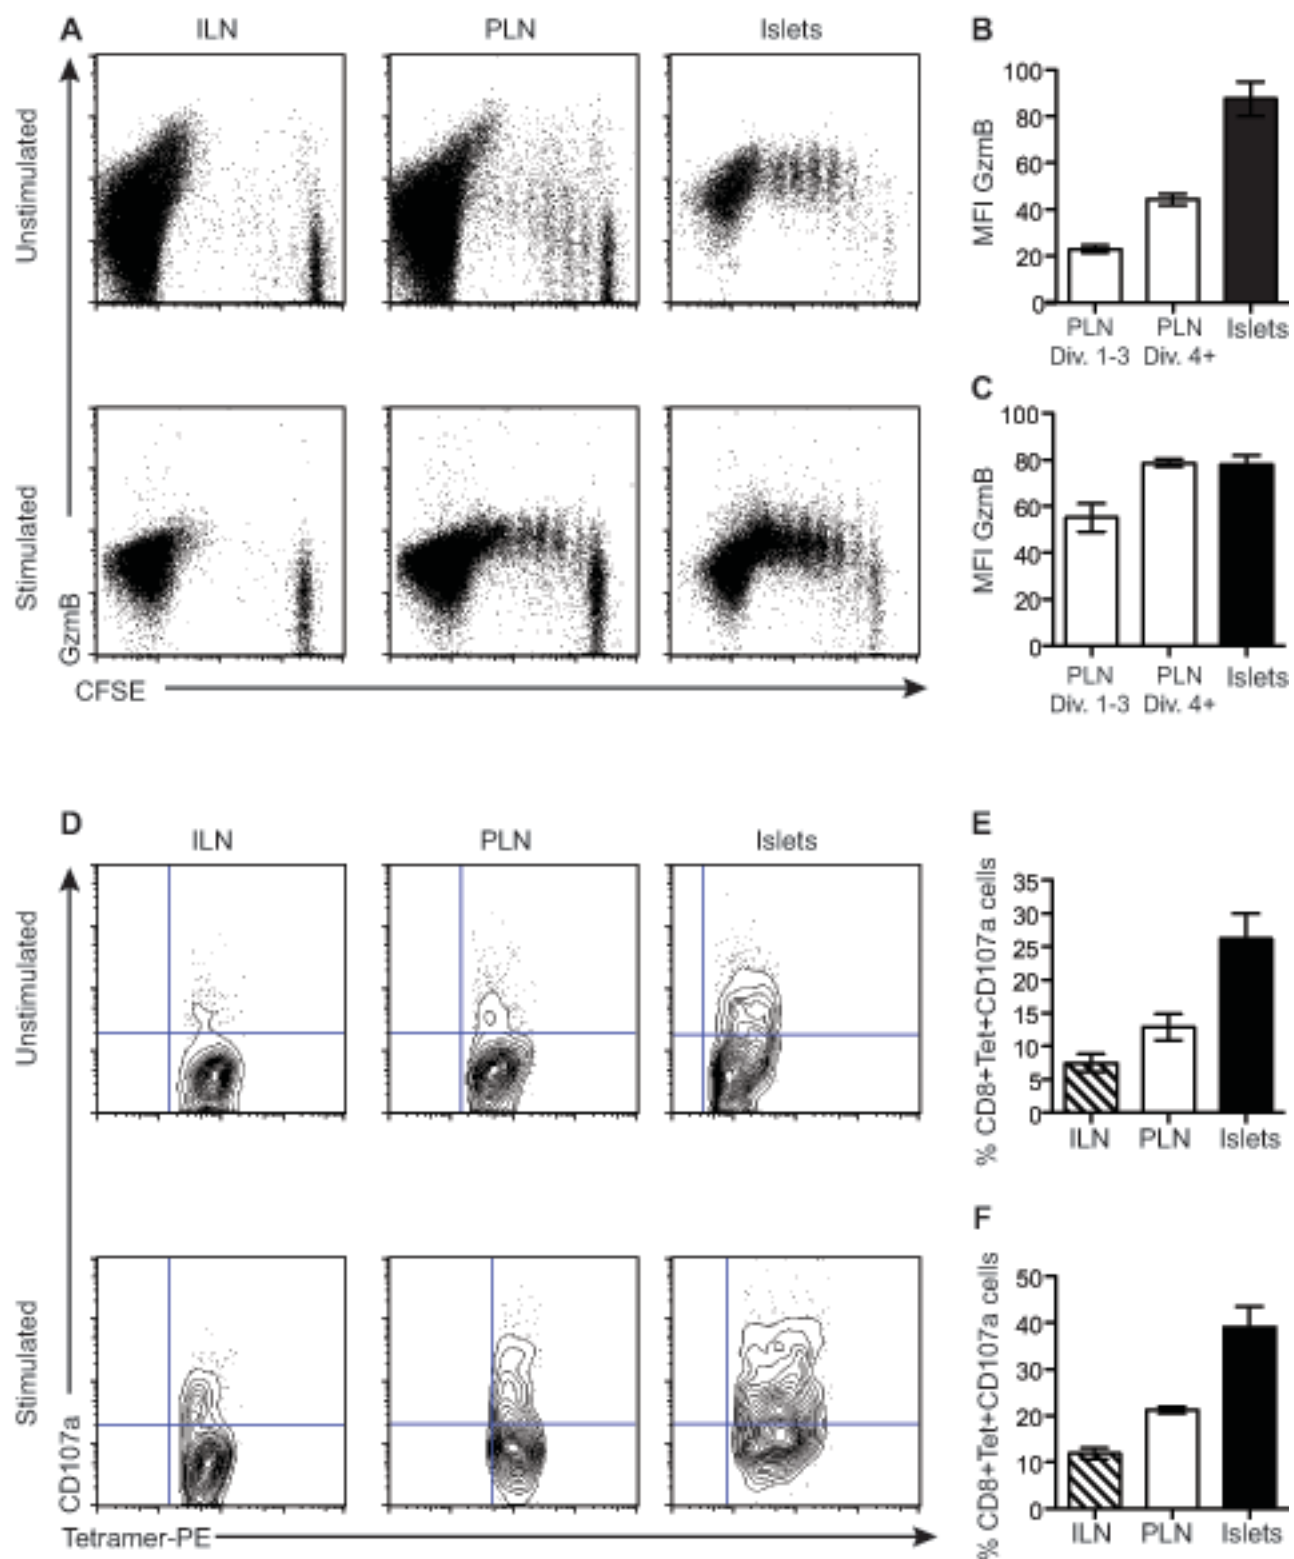 A
ILN
PLN
Islets
Unstimulated
Stimulated
GzmB
CFSE
B
MFI GzmB
100
80
60
40
20
0
PLN
Div. 1-3
PLN
Div. 4+
Islets
C
MFI GzmB
100
80
60
40
20
0
PLN
Div. 1-3
PLN
Div. 4+
Islets
D
ILN
PLN
Islets
Unstimulated
Stimulated
CD107a
Tetramer-PE
E
% CD8+Tet+CD107a cells
35
30
25
20
15
10
5
0
ILN
PLN
Islets
F
% CD8+Tet+CD107a cells
50
40
30
20
10
0
ILN
PLN
Islets